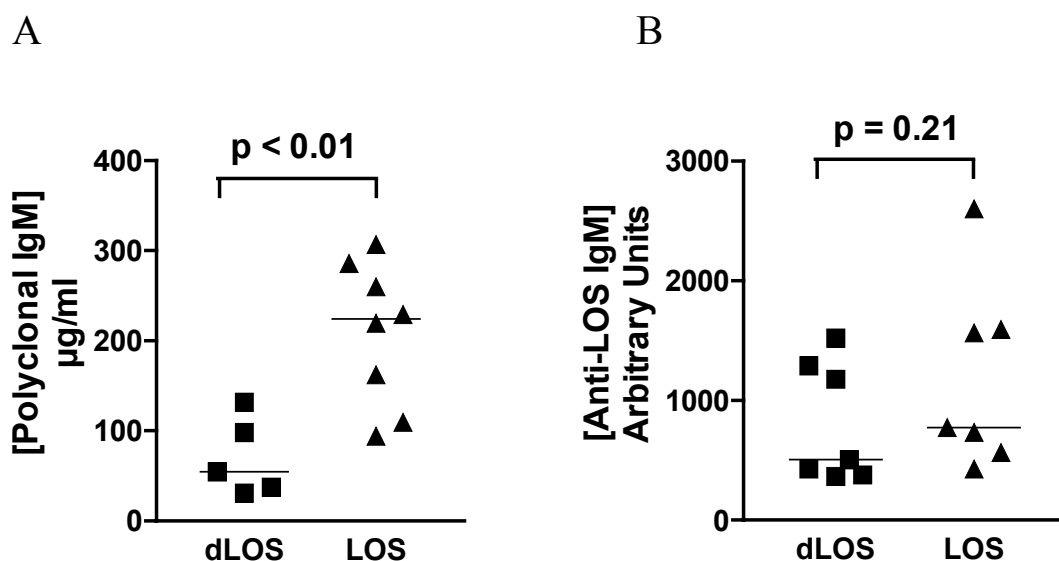 A
p < 0.01
[Polyclonal IgM]
µg/ml
400
300
200
100
0
dLOS
LOS
B
p = 0.21
[Anti-LOS IgM]
Arbitrary Units
3000
2000
1000
0
dLOS
LOS